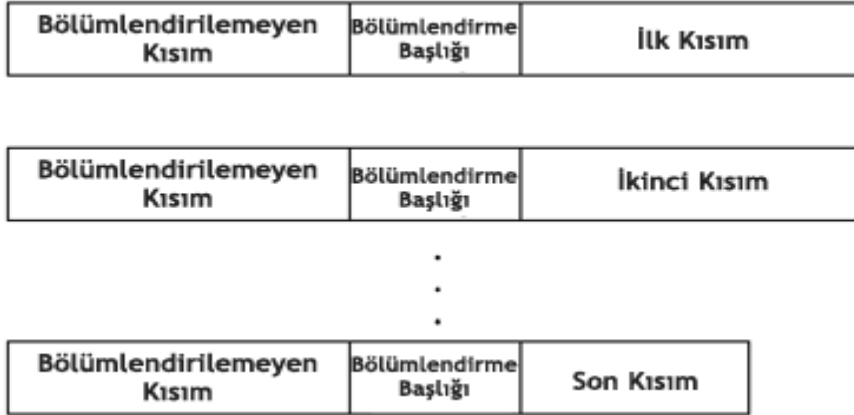 Bölümlendirilemeyen Kısım
Bölümlendirme Başlığı
İlk Kısım
Bölümlendirilemeyen Kısım
Bölümlendirme Başlığı
İkinci Kısım
Bölümlendirilemeyen Kısım
Bölümlendirme Başlığı
Son Kısım